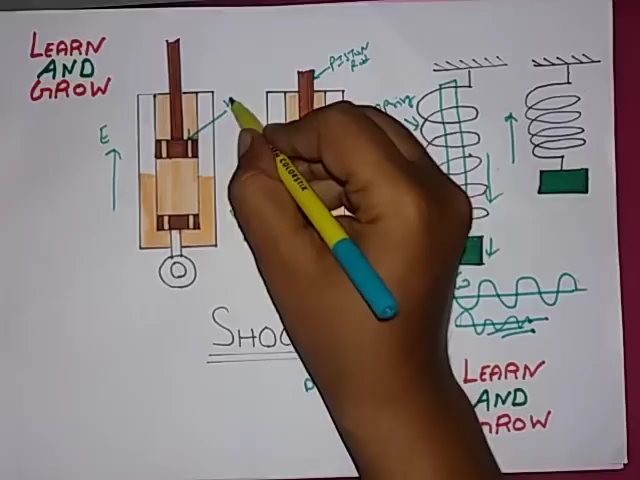 LEARN
AND
GROW
PISTON
Rod
E
SHOC
LEARN
AND
GROW